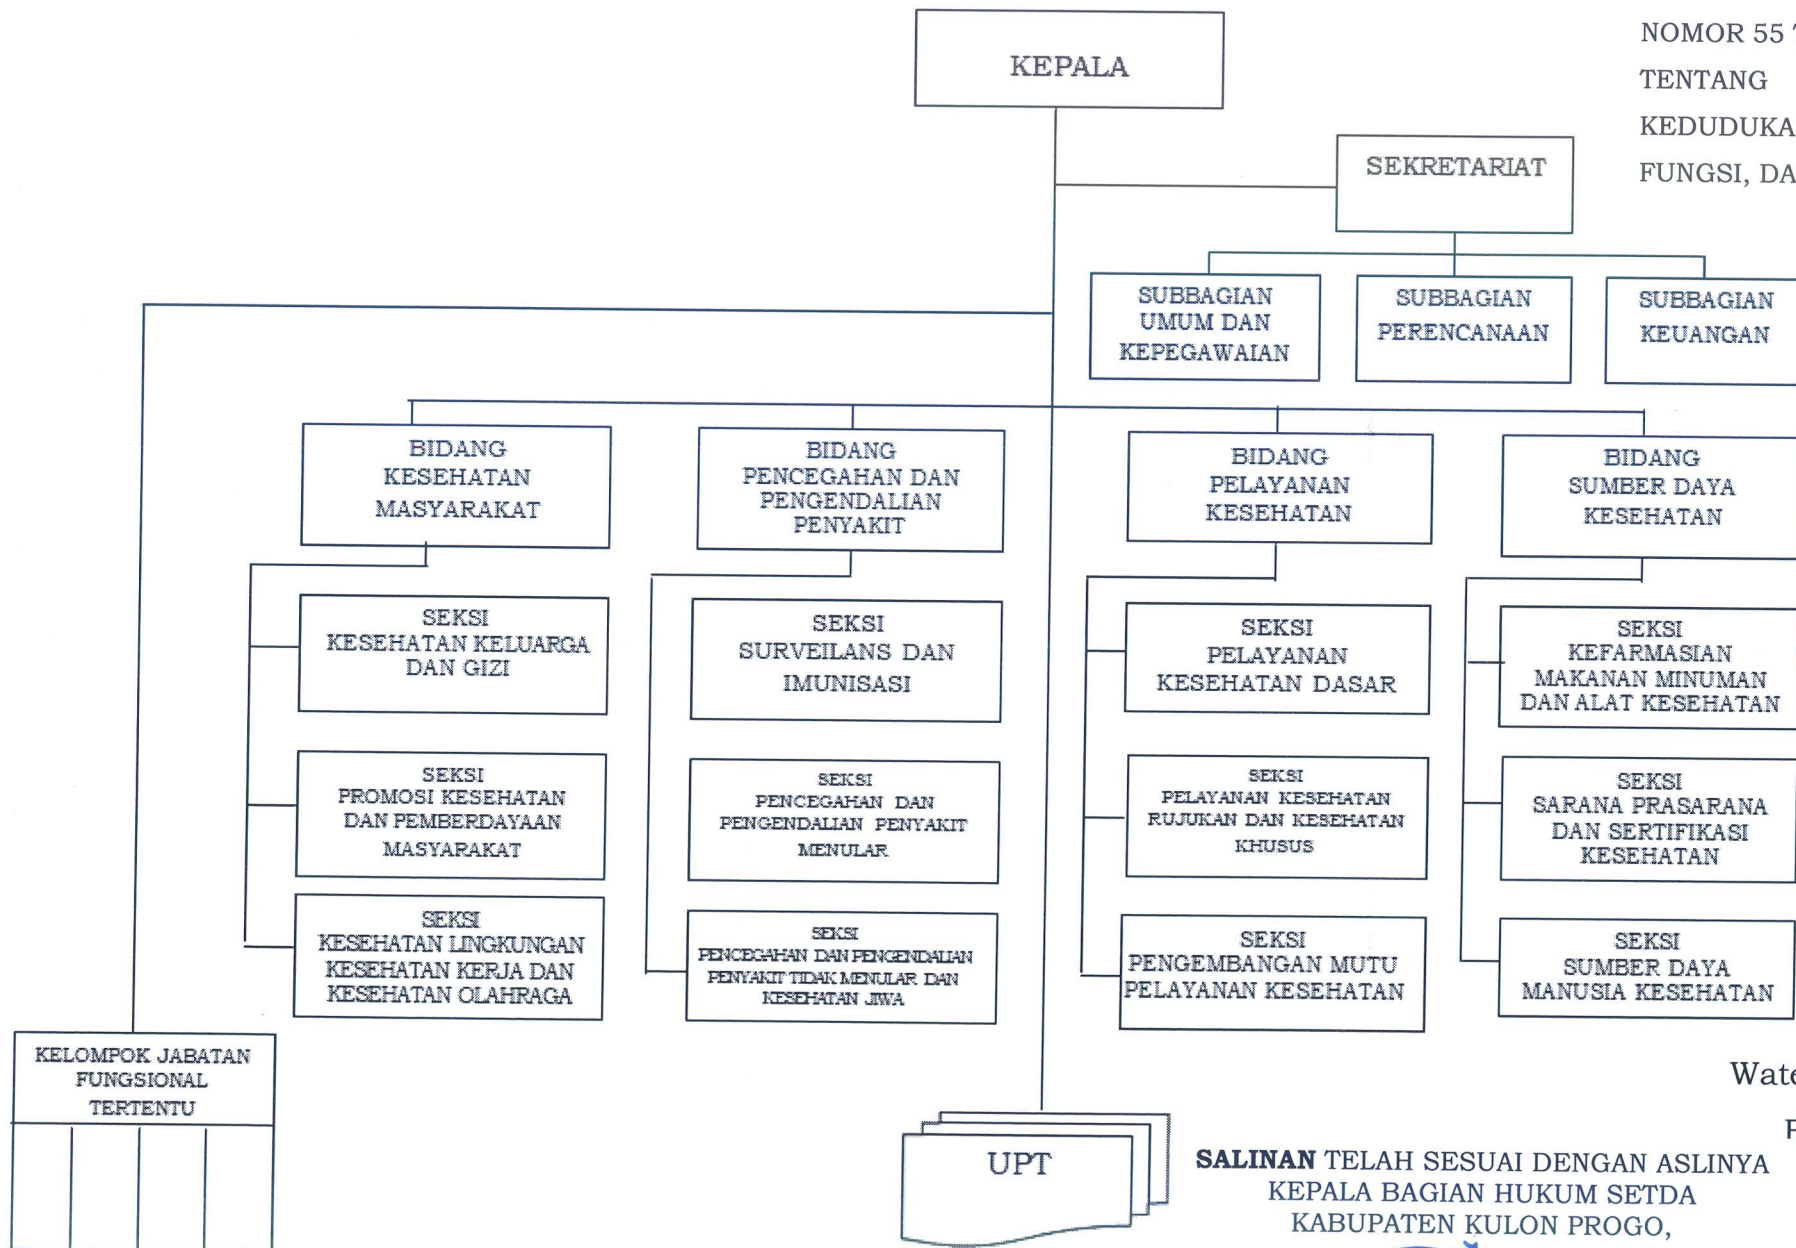 KEPALA
NOMOR 55
TENTANG
KEDUDUKA
FUNGSI, DA
SEKRETARIAT
SUBBAGIAN
UMUM DAN
KEPEGAWAIAN
SUBBAGIAN
PERENCANAAN
SUBBAGIAN
KEUANGAN
BIDANG
KESEHATAN
MASYARAKAT
BIDANG
PENCEGAHAN DAN
PENGENDALIAN
PENYAKIT
BIDANG
PELAYANAN
KESEHATAN
BIDANG
SUMBER DAYA
KESEHATAN
SEKSI
KESEHATAN KELUARGA
DAN GIZI
SEKSI
SURVEILANS DAN
IMUNISASI
SEKSI
PELAYANAN
KESEHATAN DASAR
SEKSI
KEFARMASIAN
MAKANAN MINUMAN
DAN ALAT KESEHATAN
SEKSI
PROMOSI KESEHATAN
DAN PEMBERDAYAAN
MASYARAKAT
SEKSI
PENCEGAHAN DAN
PENGENDALIAN PENYAKIT
MENULAR
SEKSI
PELAYANAN KESEHATAN
RUJUKAN DAN KESEHATAN
KHUSUS
SEKSI
SARANA PRASARANA
DAN SERTIFIKASI
KESEHATAN
SEKSI
KESEHATAN LINGKUNGAN
KESEHATAN KERJA DAN
KESEHATAN OLAHRAGA
SEKSI
PENCEGAHAN DAN PENGENDALIAN
PENYAKIT TIDAK MENULAR DAN
KESEHATAN JIWA
SEKSI
PENGEMBANGAN MUTU
PELAYANAN KESEHATAN
SEKSI
SUMBER DAYA
MANUSIA KESEHATAN
KELOMPOK JABATAN
FUNGSIONAL
TERTENTU
UPT
Wate
SALINAN TELAH SESUAI DENGAN ASLINYA
KEPALA BAGIAN HUKUM SETDA
KABUPATEN KULON PROGO,